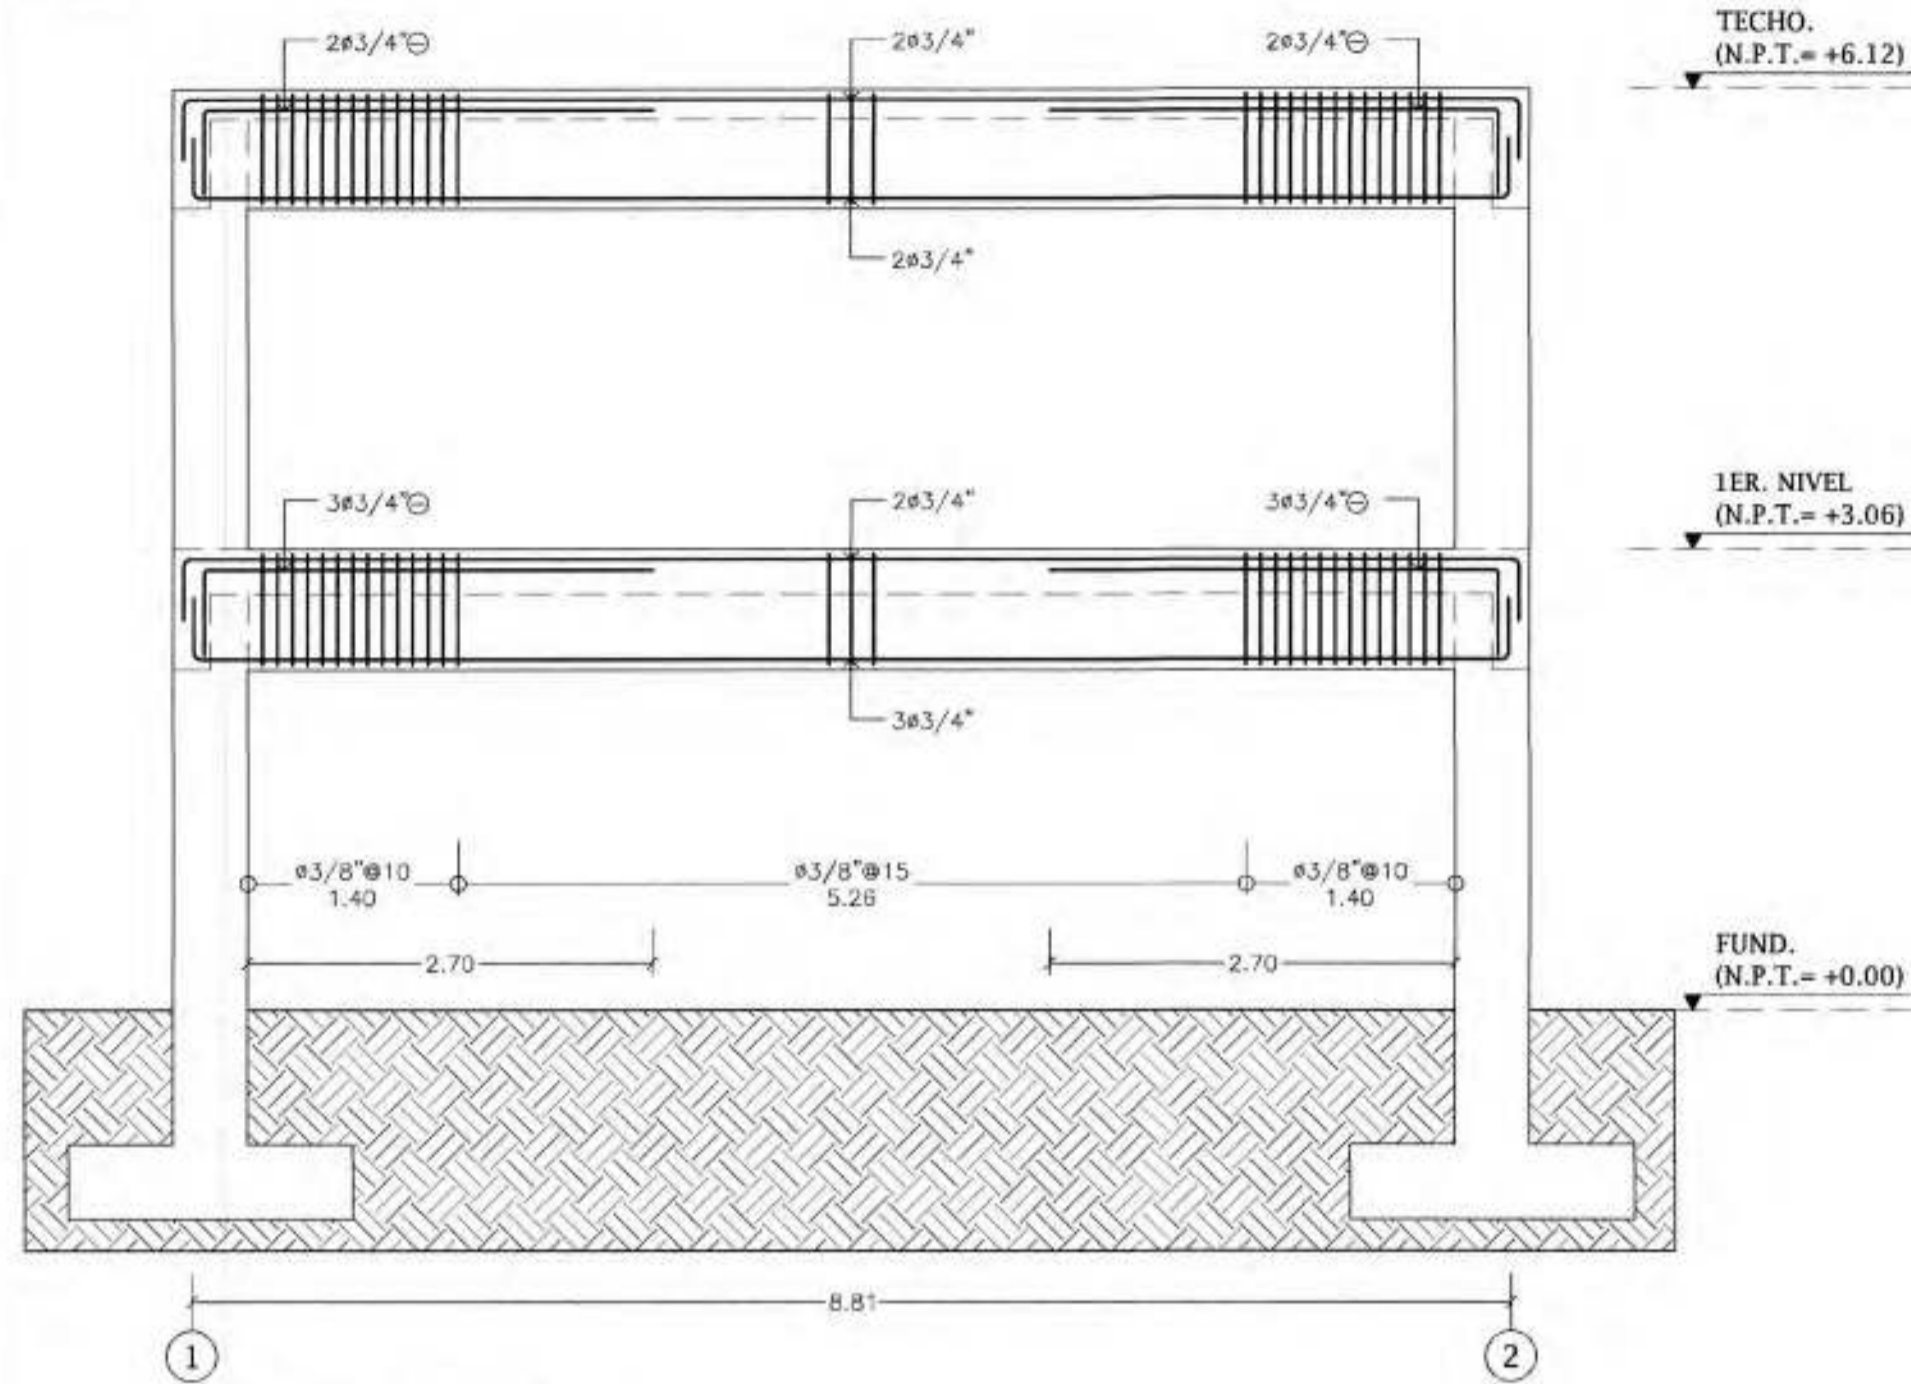 TECHO.
(N.P.T.= +6.12)
2ø3/4"⊖
2ø3/4"
2ø3/4"⊖
2ø3/4"
1ER. NIVEL
(N.P.T.= +3.06)
3ø3/4"⊖
2ø3/4"
3ø3/4"⊖
3ø3/4"
ø3/8"@10
1.40
ø3/8"@15
5.26
ø3/8"@10
1.40
2.70
2.70
FUND.
(N.P.T.= +0.00)
8.81
1
2